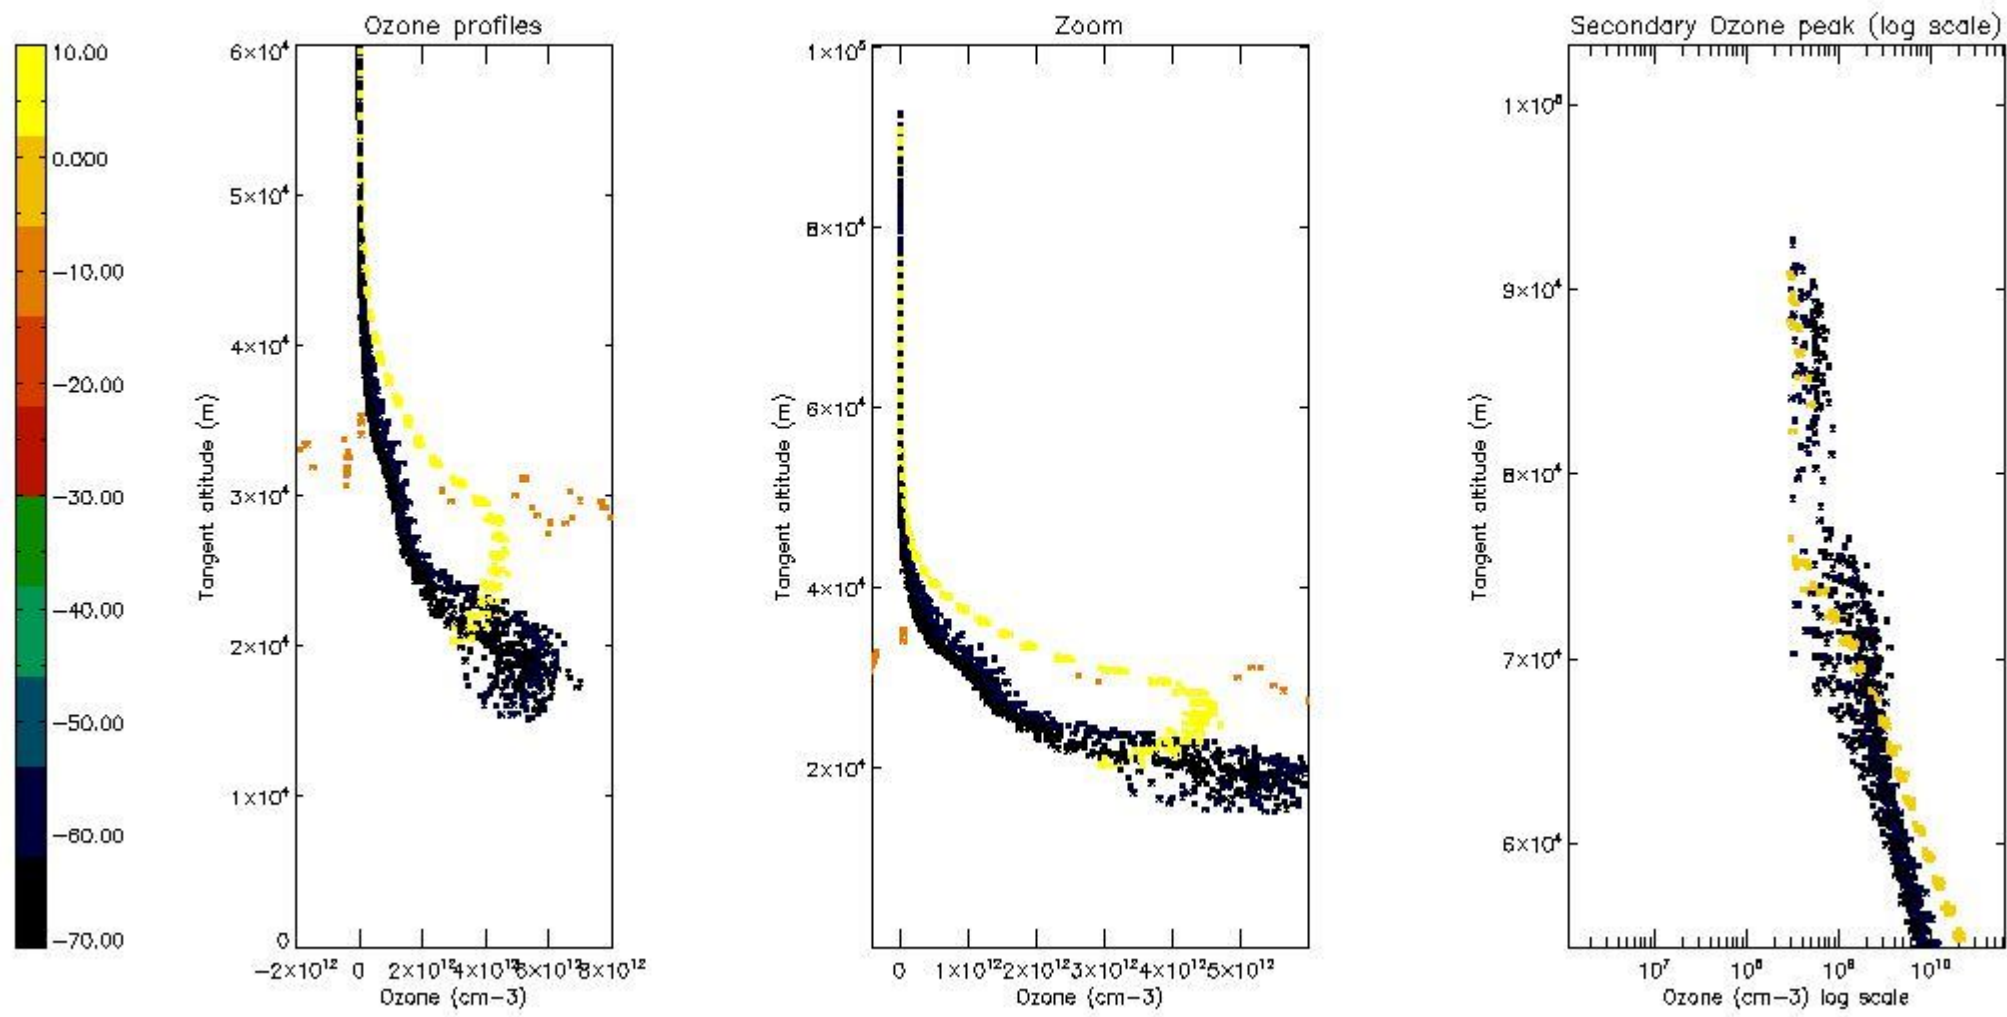 Ozone profiles
Zoom
Secondary Ozone peak (log scale)
10.00
0.000
−10.00
−20.00
−30.00
−40.00
−50.00
−60.00
−70.00
6×10⁴
5×10⁴
4×10⁴
3×10⁴
2×10⁴
1×10⁴
0
Tangent altitude (m)
−2×10¹² 0 2×10¹² 4×10¹² 6×10¹² 8×10¹²
Ozone (cm−3)
1×10⁵
8×10⁴
6×10⁴
4×10⁴
2×10⁴
Tangent altitude (m)
0 1×10¹² 2×10¹² 3×10¹² 4×10¹² 5×10¹²
Ozone (cm−3)
9×10⁴
8×10⁴
7×10⁴
6×10⁴
Tangent altitude (m)
10⁷ 10⁸ 10⁹ 10¹⁰
Ozone (cm−3) log scale